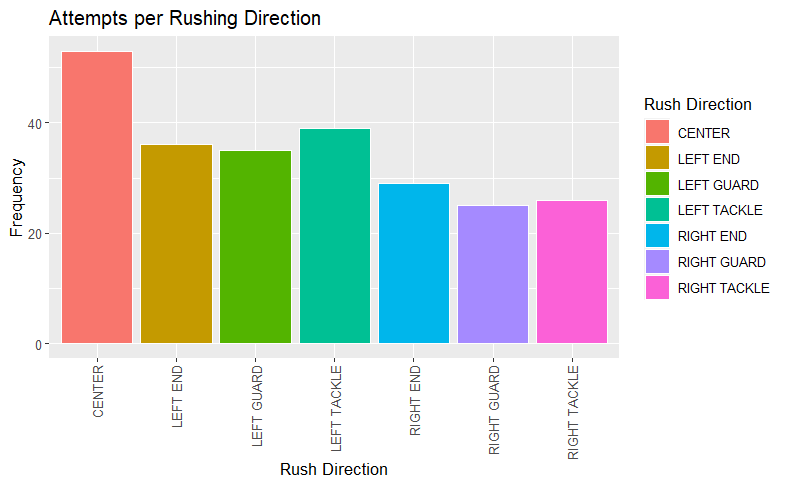 Attempts per Rushing Direction
Frequency
40
20
0
CENTER
LEFT END
LEFT GUARD
LEFT TACKLE
RIGHT END
RIGHT GUARD
RIGHT TACKLE
Rush Direction
Rush Direction
CENTER
LEFT END
LEFT GUARD
LEFT TACKLE
RIGHT END
RIGHT GUARD
RIGHT TACKLE